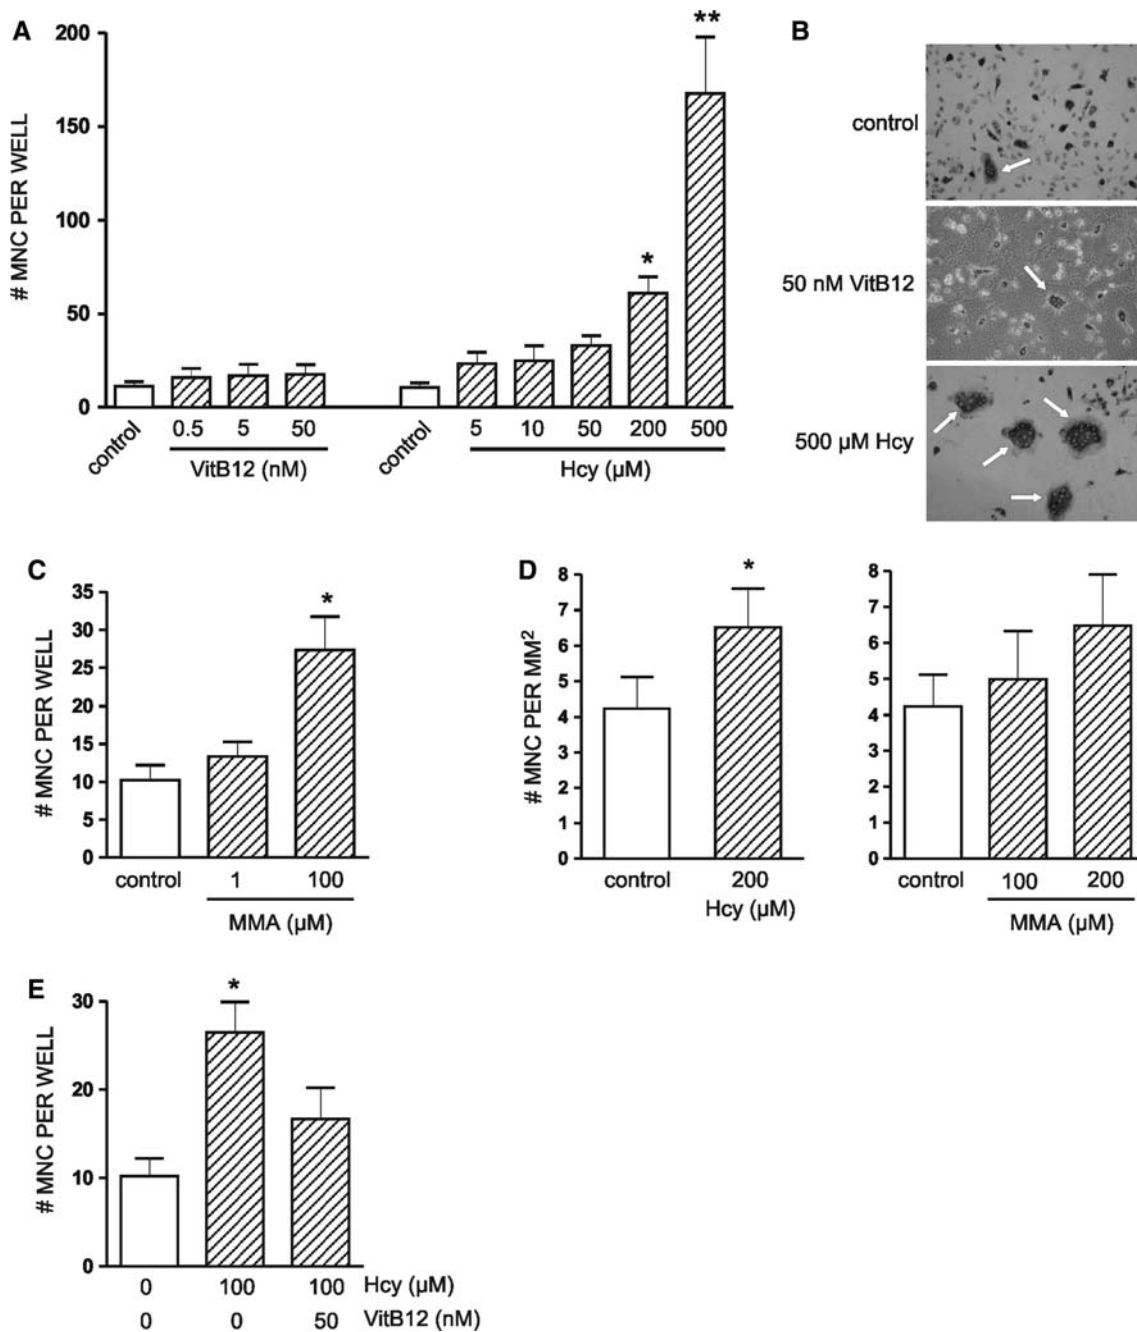 A
200
150
100
50
0
# MNC PER WELL
*
**
control
0.5 5 50
VitB12 (nM)
control
5 10 50 200 500
Hcy (µM)
B
control
50 nM VitB12
500 µM Hcy
C
35
30
25
20
15
10
5
0
# MNC PER WELL
*
control 1 100
MMA (µM)
D
8
7
6
5
4
3
2
1
0
# MNC PER MM²
*
control 200
Hcy (µM)
8
7
6
5
4
3
2
1
0
control 100 200
MMA (µM)
E
30
20
10
0
# MNC PER WELL
*
0 100 100 Hcy (µM)
0 0 50 VitB12 (nM)